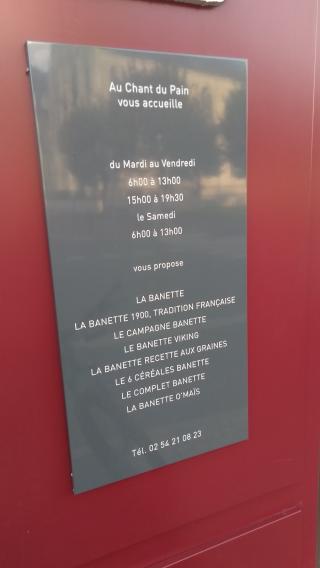 Au Chant du Pain
vous accueille
du Mardi au Vendredi
6h00 à 13h00
15h00 à 19h30
le Samedi
6h00 à 13h00
vous propose
LA BANETTE
LA BANETTE 1900, TRADITION FRANÇAISE
LE CAMPAGNE BANETTE
LE BANETTE VIKING
LA BANETTE RECETTE AUX GRAINES
LE 6 CÉRÉALES BANETTE
LE COMPLET BANETTE
LA BANETTE O'MAÏS
Tél. 02 54 21 08 23